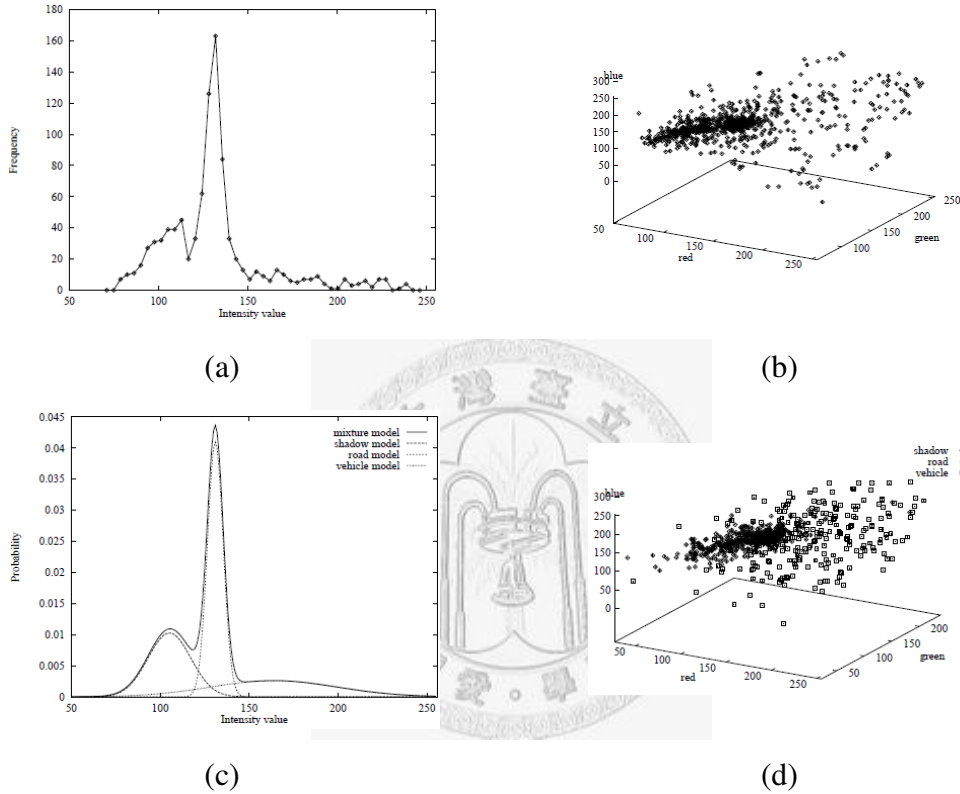 180
160
140
120
100
80
60
40
20
0
Frequency
50
100
150
200
250
Intensity value
blue
300
250
200
150
100
50
0
50
100
150
200
250
red
100
150
200
250
green
(a)
(b)
0.045
0.04
0.035
0.03
0.025
0.02
0.015
0.01
0.005
0
Probability
mixture model
shadow model
road model
vehicle model
50
100
150
200
250
Intensity value
shadow
road
vehicle
blue
300
250
200
150
100
50
0
50
100
150
200
250
red
50
100
150
200
green
(c)
(d)